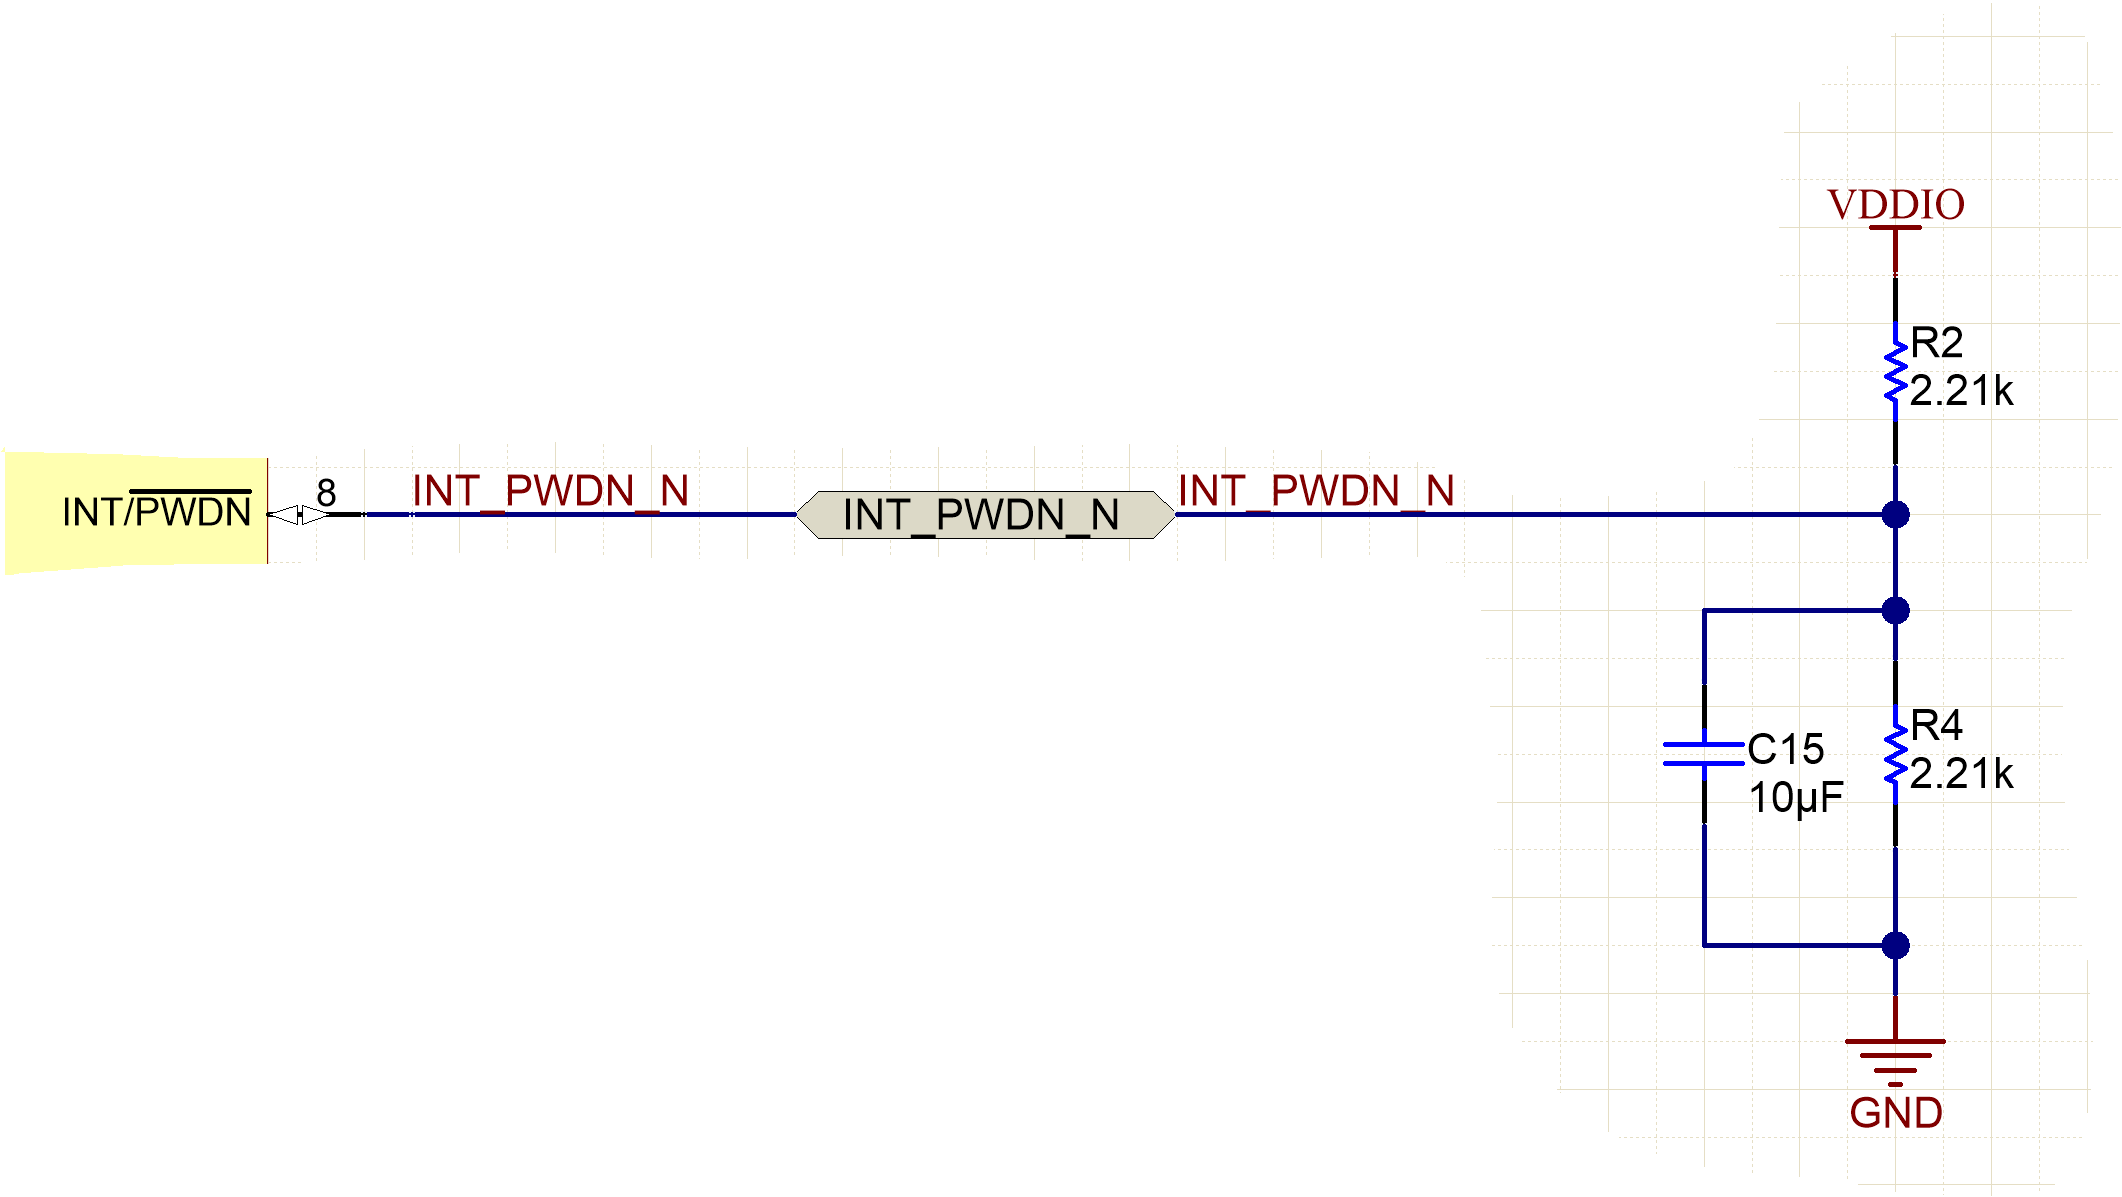 VDDIO
R2
2.21k
INT/PWDN
8
INT_PWDN_N
INT_PWDN_N
INT_PWDN_N
R4
2.21k
C15
10µF
GND